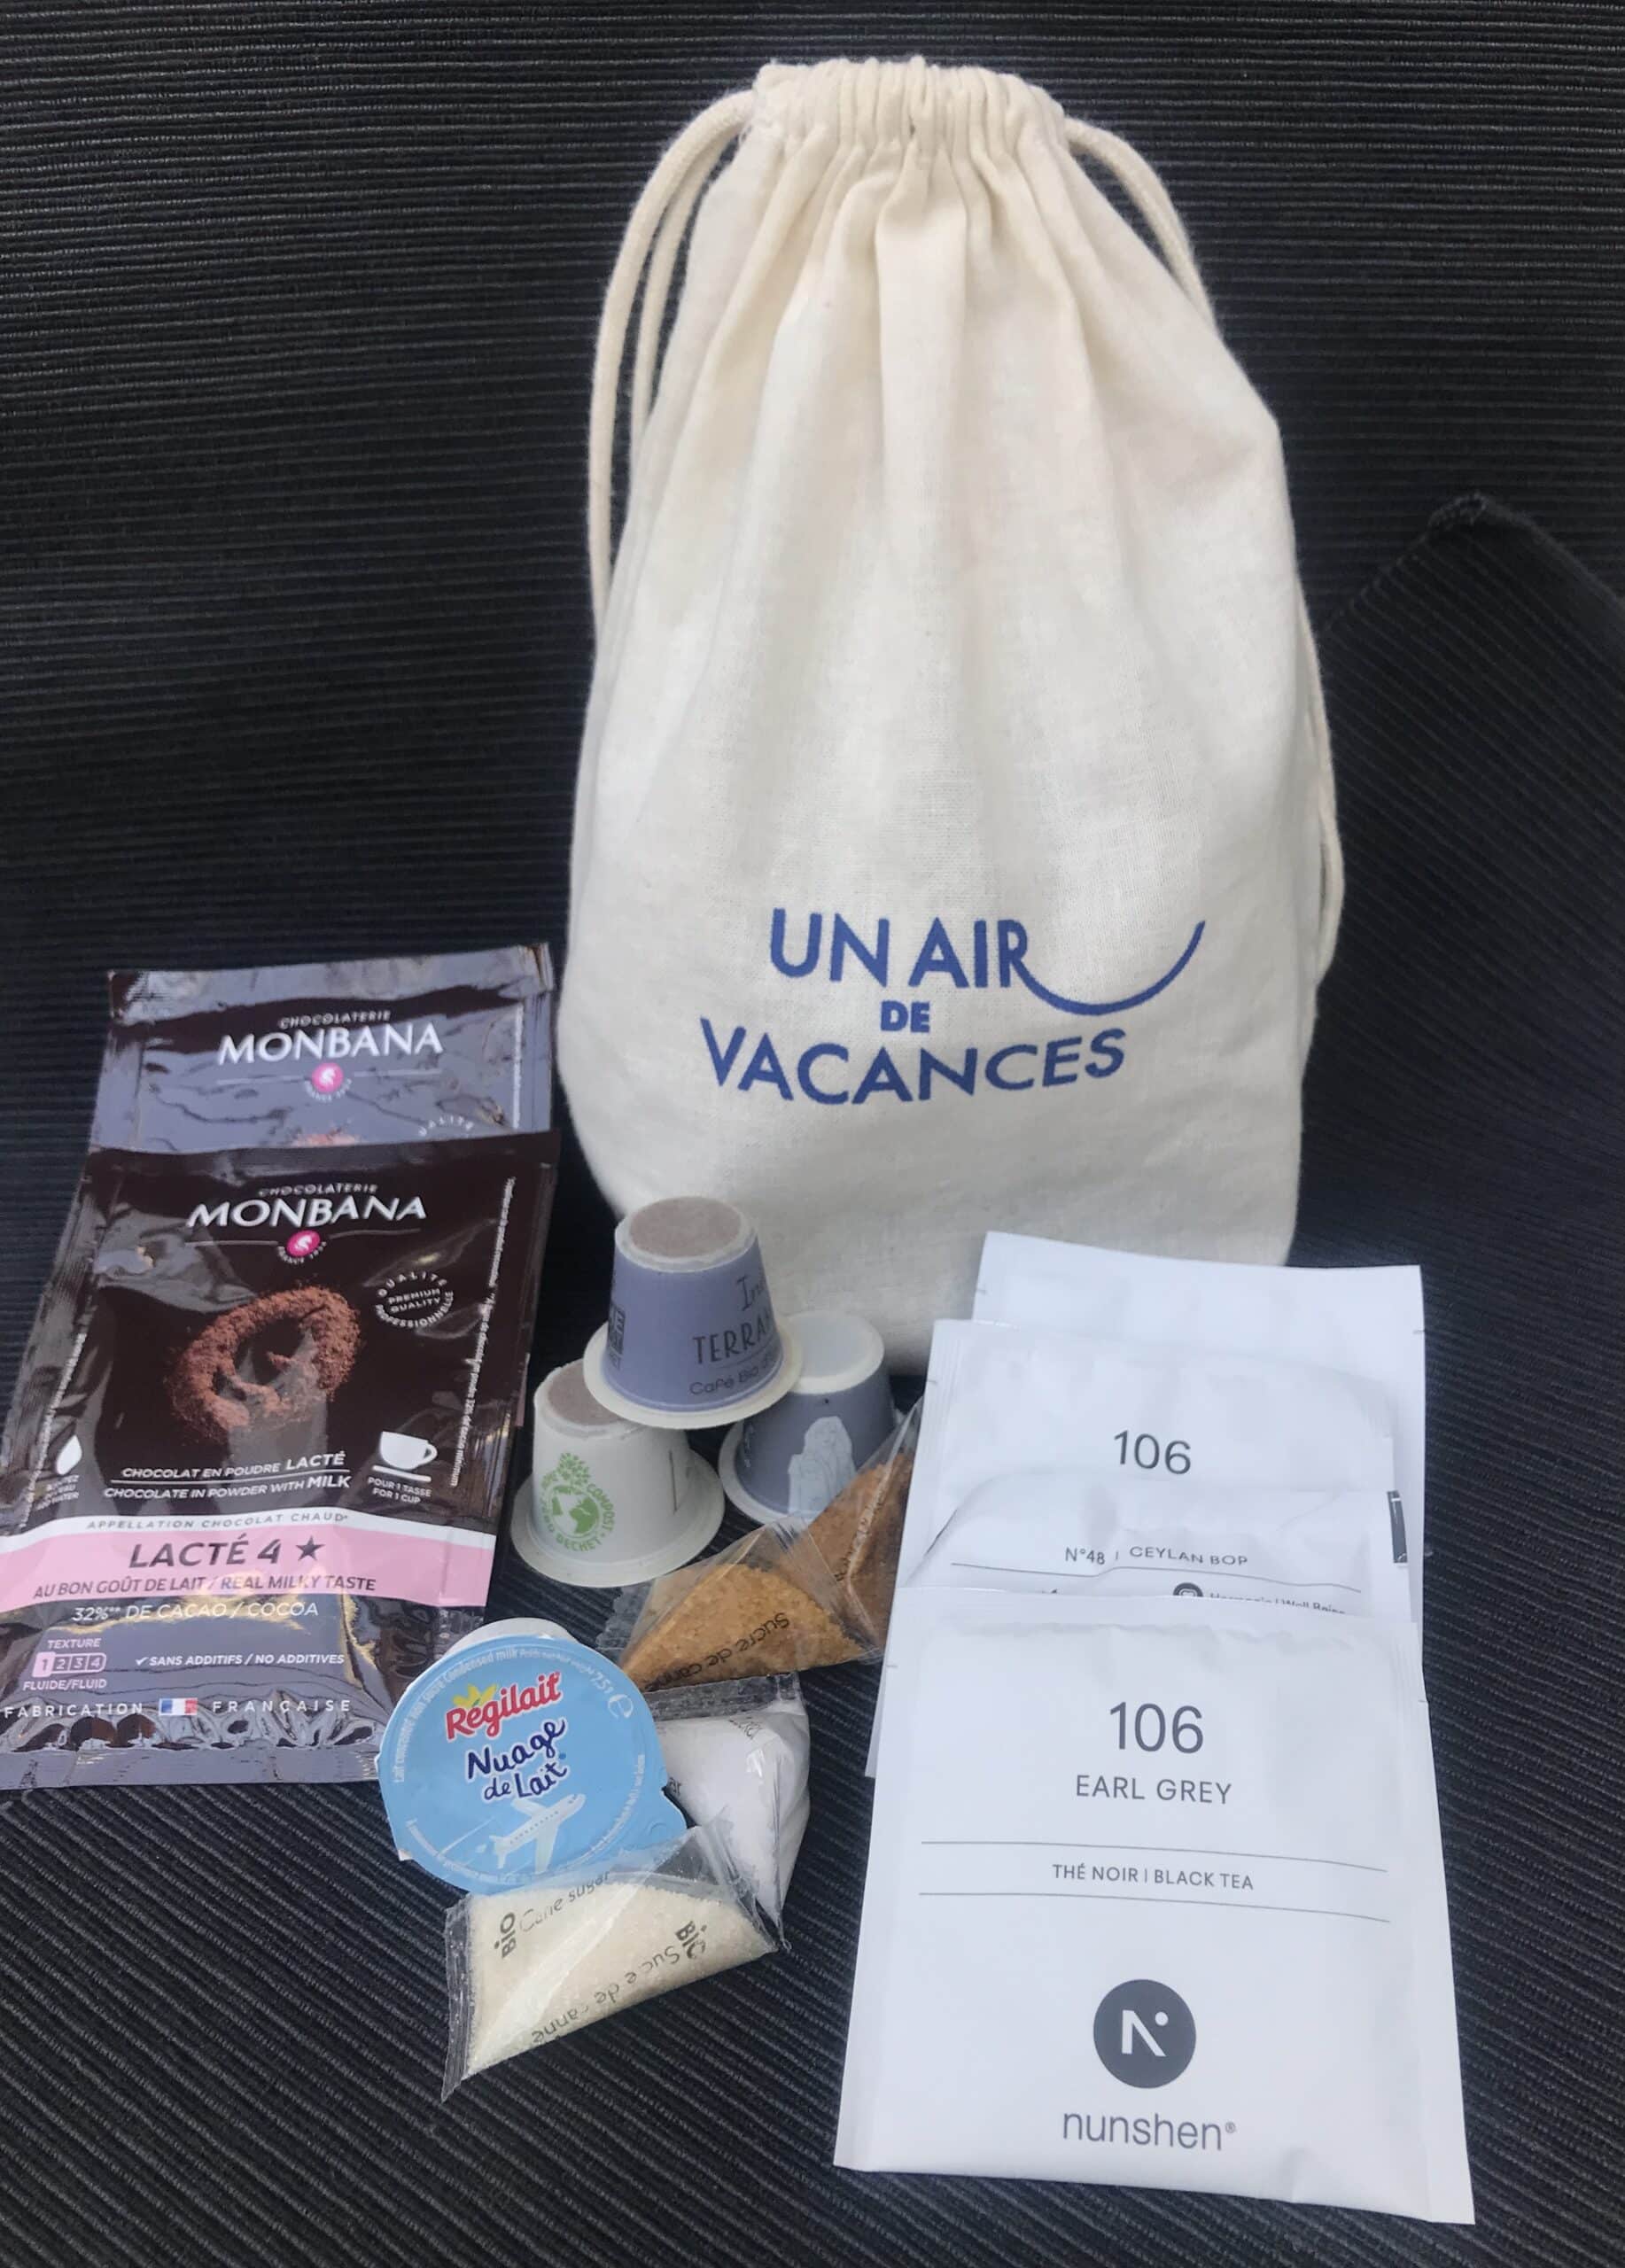 UN AIR
DE
VACANCES
CHOCOLATERIE
MONBANA
CHOCOLATERIE
MONBANA
QUALITÉ
PREMIUM
QUALITY
PROFESSIONNELLE
CHOCOLAT EN POUDRE LACTÉ
CHOCOLATE IN POWDER WITH MILK
POUR 1 TASSE
FOR 1 CUP
APPELLATION CHOCOLAT CHAUD*
LACTÉ 4 ★
AU BON GOÛT DE LAIT / REAL MILKY TASTE
32%** DE CACAO / COCOA
TEXTURE
1 2 3 4
FLUIDE/FLUID
✓ SANS ADDITIFS / NO ADDITIVES
FABRICATION FRANÇAISE
TERRA
Café Bio
Sucre de cann
Régilait
Nuage
de Lait
BIO Cane sugar
BIO Sucre de canne
106
N°48 | CEYLAN BOP
106
EARL GREY
THÉ NOIR | BLACK TEA
N
nunshen®